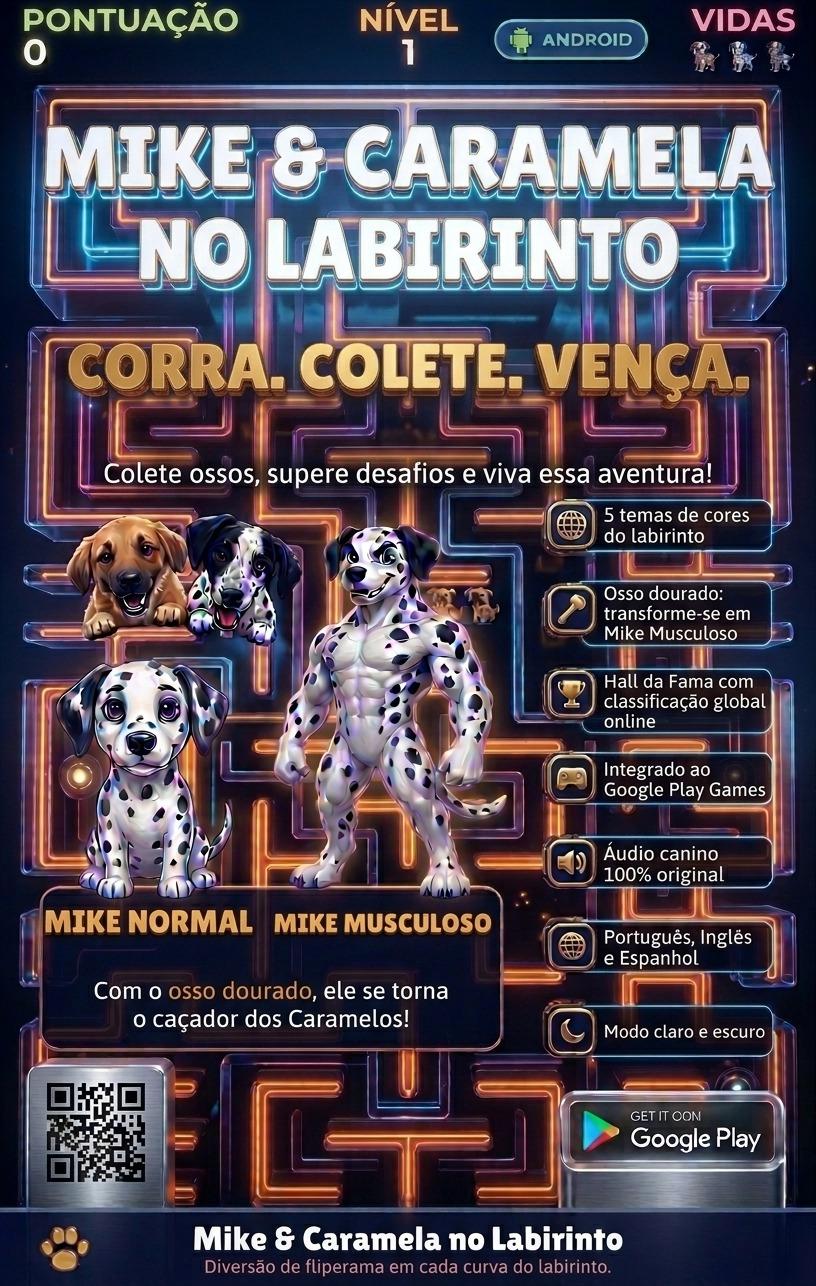 PONTUAÇÃO
0
NÍVEL
1
ANDROID
VIDAS
MIKE & CARAMELA
NO LABIRINTO
CORRA. COLETE. VENÇA.
Colete ossos, supere desafios e viva essa aventura!
5 temas de cores
do labirinto
Osso dourado:
transforme-se em
Mike Musculoso
Hall da Fama com
classificação global
online
Integrado ao
Google Play Games
Áudio canino
100% original
Português, Inglês
e Espanhol
Modo claro e escuro
MIKE NORMAL
MIKE MUSCULOSO
Com o osso dourado, ele se torna
o caçador dos Caramelos!
GET IT OON
Google Play
Mike & Caramela no Labirinto
Diversão de fliperama em cada curva do labirinto.